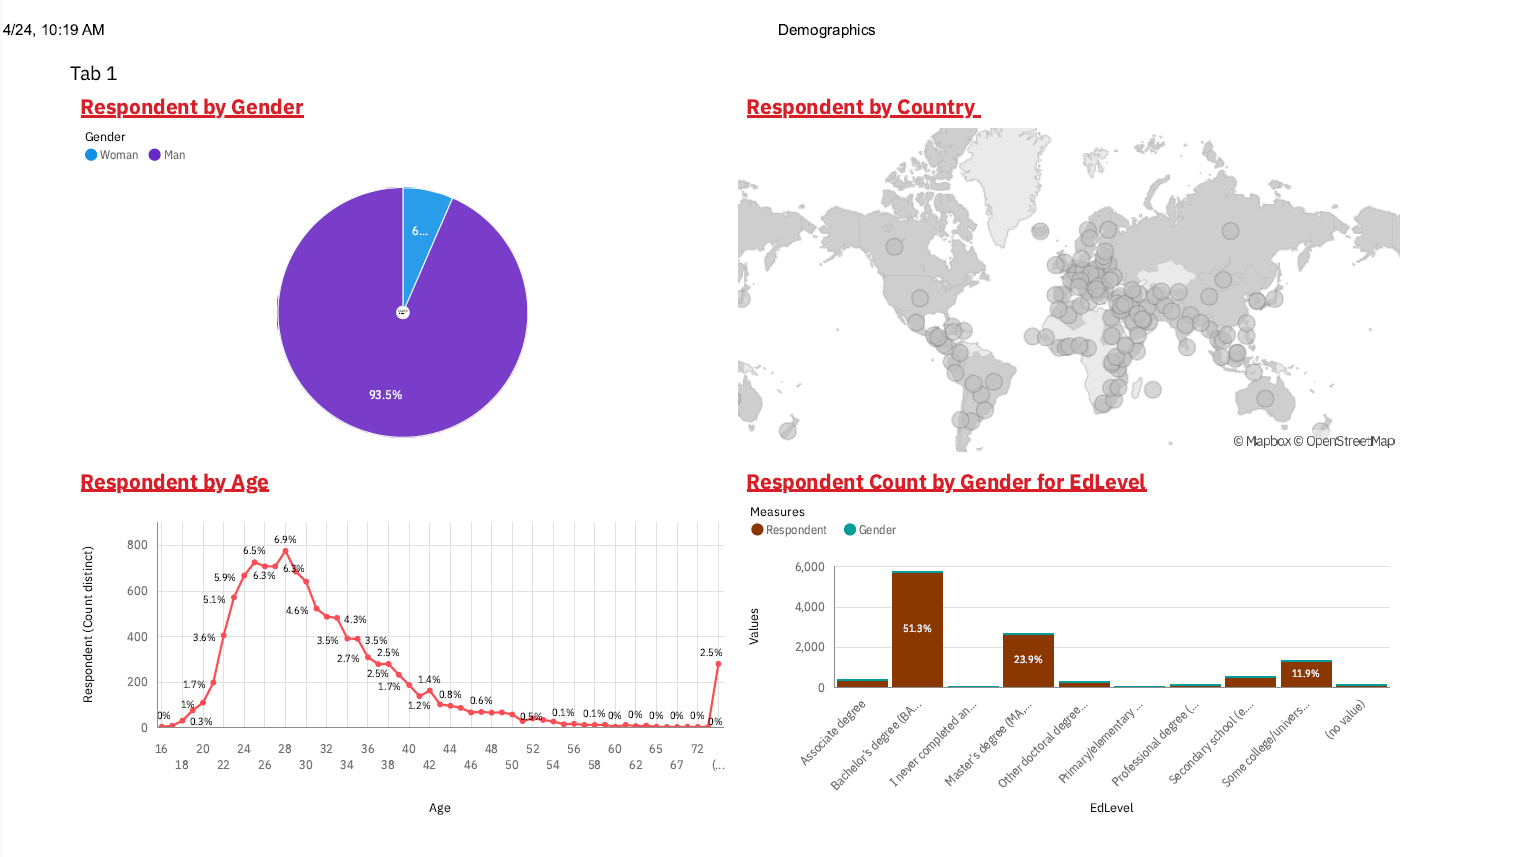 4/24, 10:19 AM
Demographics
Tab 1
Respondent by Gender
Gender
Woman Man
6...
93.5%
Respondent by Country
© Mapbox © OpenStreetMap
Respondent by Age
Respondent (Count distinct)
800
600
400
200
0
0%
1%
0.3%
1.7%
3.6%
5.1%
5.9%
6.5%
6.3%
6.9%
6.3%
4.6%
3.5%
4.3%
2.7%
3.5%
2.5%
2.5%
1.7%
1.2%
1.4%
0.8%
0.6%
0.5%
0.1%
0.1%
0%
0%
0%
0%
0%
0%
2.5%
16 20 24 28 32 36 40 44 48 52 56 60 65 72
18 22 26 30 34 38 42 46 50 54 58 62 67 (...
Age
Respondent Count by Gender for EdLevel
Measures
Respondent Gender
Values
6,000
4,000
2,000
0
51.3%
23.9%
11.9%
Associate degree
Bachelor's degree (BA...
I never completed an...
Master's degree (MA,...
Other doctoral degree...
Primary/elementary ...
Professional degree (...
Secondary school (e....
Some college/univers...
(no value)
EdLevel